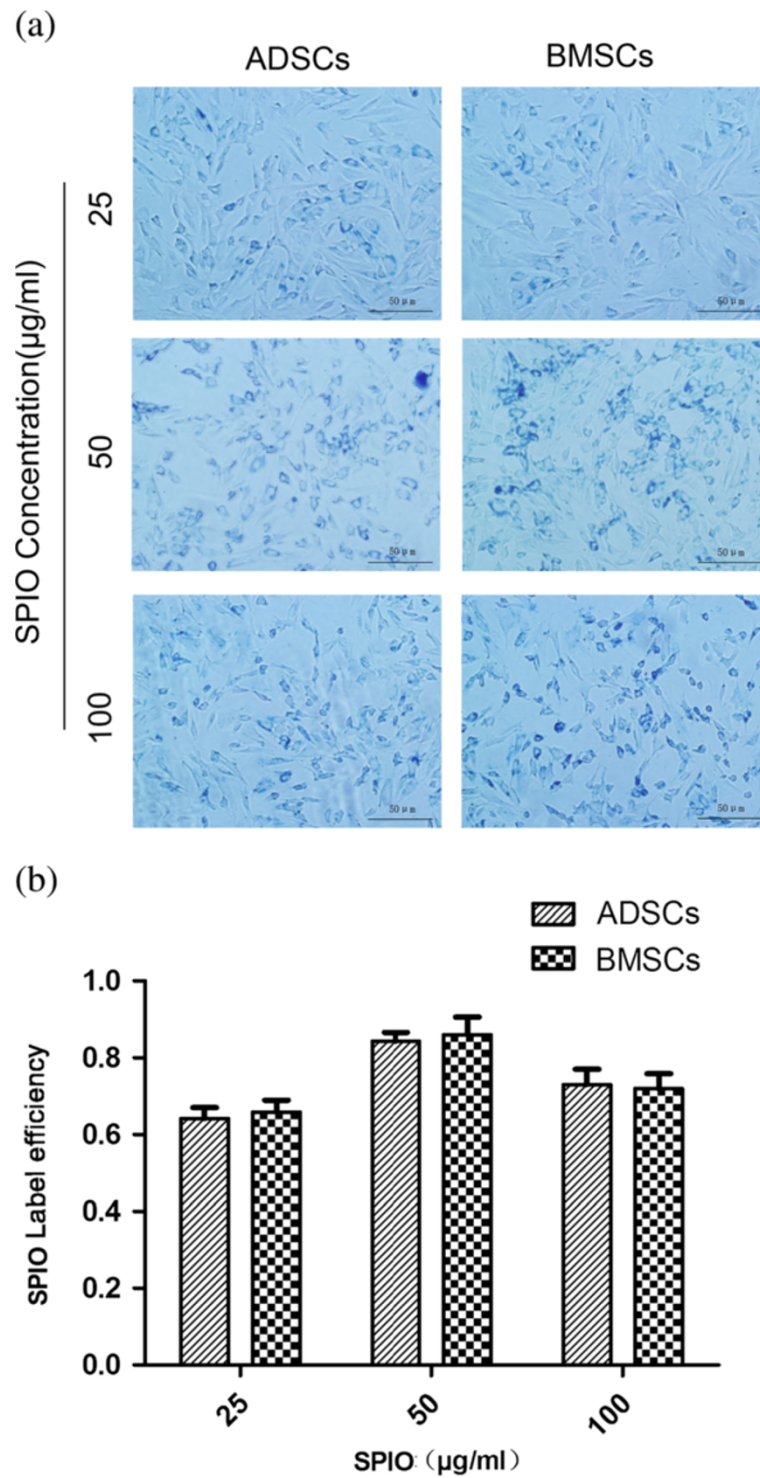 (a)
ADSCs BMSCs
SPIO Concentration(μg/ml)
25
50 μm 50 μm
50
50 μm 50 μm
100
50 μm 50 μm
(b)
ADSCs
BMSCs
SPIO Label efficiency
1.0
0.8
0.6
0.4
0.2
0.0
25 50 100
SPIO:(μg/ml)